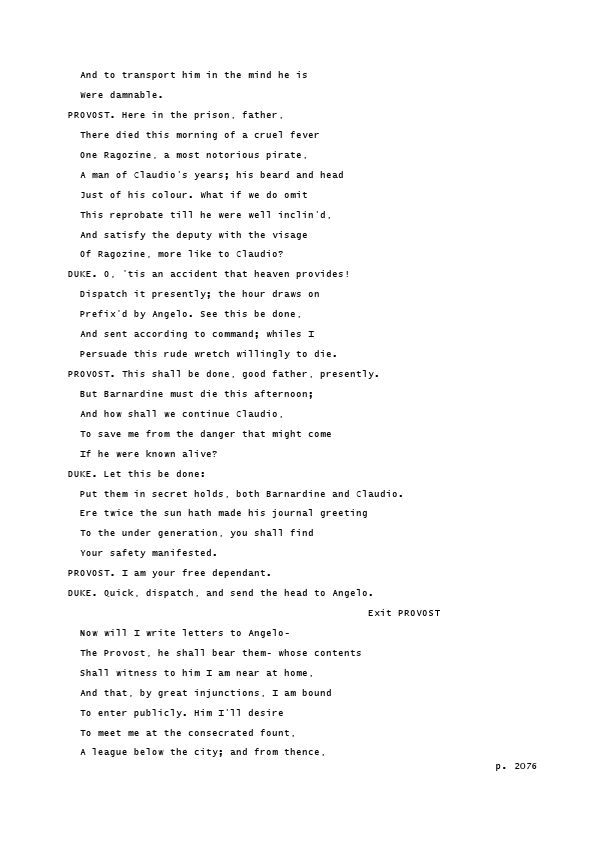 And to transport him in the mind he is
Were damnable.
PROVOST. Here in the prison, father,
There died this morning of a cruel fever
One Ragozine, a most notorious pirate,
A man of Claudio's years; his beard and head
Just of his colour. What if we do omit
This reprobate till he were well inclin'd,
And satisfy the deputy with the visage
Of Ragozine, more like to Claudio?
DUKE. O, 'tis an accident that heaven provides!
Dispatch it presently; the hour draws on
Prefix'd by Angelo. See this be done,
And sent according to command; whiles I
Persuade this rude wretch willingly to die.
PROVOST. This shall be done, good father, presently.
But Barnardine must die this afternoon;
And how shall we continue Claudio,
To save me from the danger that might come
If he were known alive?
DUKE. Let this be done:
Put them in secret holds, both Barnardine and Claudio.
Ere twice the sun hath made his journal greeting
To the under generation, you shall find
Your safety manifested.
PROVOST. I am your free dependant.
DUKE. Quick, dispatch, and send the head to Angelo.
Exit PROVOST
Now will I write letters to Angelo-
The Provost, he shall bear them- whose contents
Shall witness to him I am near at home,
And that, by great injunctions, I am bound
To enter publicly. Him I'll desire
To meet me at the consecrated fount,
A league below the city; and from thence,
p. 2076